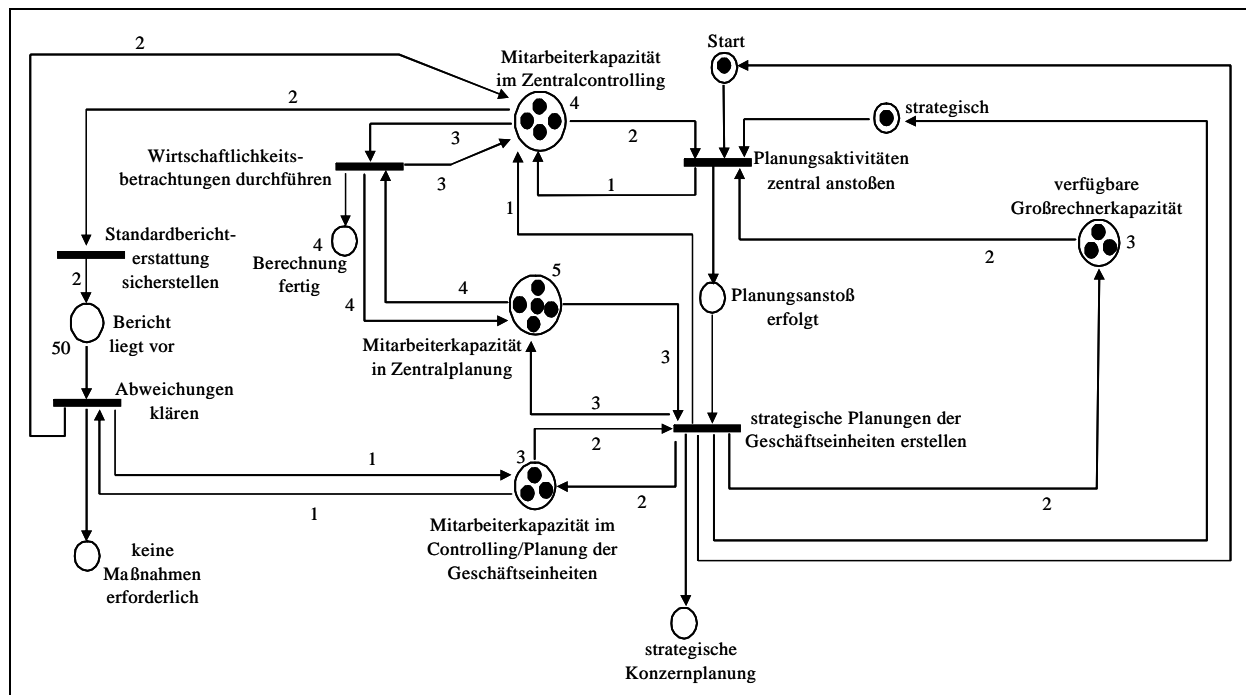 2
Mitarbeiterkapazität
im Zentralcontrolling
4
Start
2
strategisch
3
2
Wirtschaftlichkeits-
betrachtungen durchführen
3
1
Planungsaktivitäten
zentral anstoßen
verfügbare
Großrechnerkapazität
3
2
1
Standardbericht-
erstattung
sicherstellen
2
4
Berechnung
fertig
5
4
4
Planungsanstoß
erfolgt
Bericht
liegt vor
50
Mitarbeiterkapazität
in Zentralplanung
3
3
Abweichungen
klären
strategische Planungen der
Geschäftseinheiten erstellen
2
3
1
1
2
2
Mitarbeiterkapazität im
Controlling/Planung der
Geschäftseinheiten
keine
Maßnahmen
erforderlich
strategische
Konzernplanung